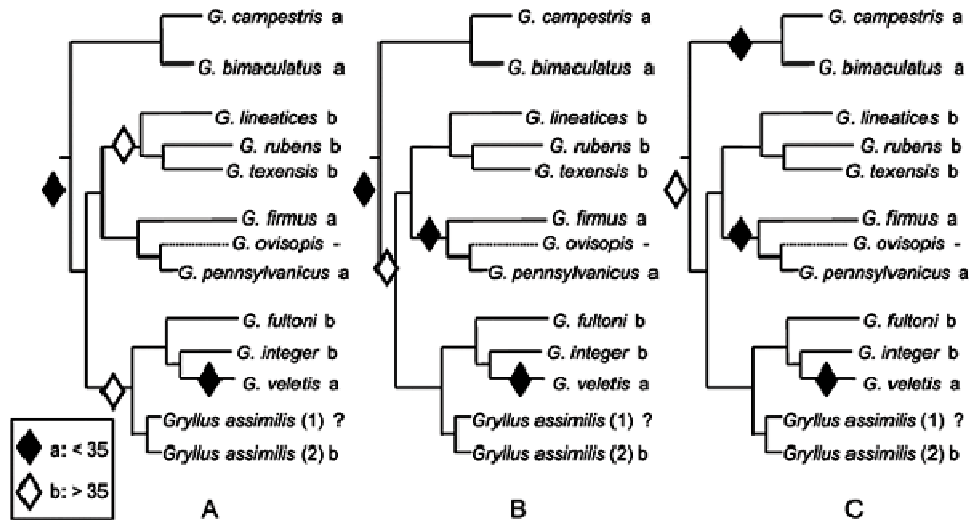 G. campestris a
G. bimaculatus a
G. lineatices b
G. rubens b
G. texensis b
G. firmus a
G. ovisopis -
G. pennsylvanicus a
G. fultoni b
G. integer b
G. veletis a
Gryllus assimilis (1) ?
Gryllus assimilis (2) b
a: < 35
b: > 35
A
G. campestris a
G. bimaculatus a
G. lineatices b
G. rubens b
G. texensis b
G. firmus a
G. ovisopis -
G. pennsylvanicus a
G. fultoni b
G. integer b
G. veletis a
Gryllus assimilis (1) ?
Gryllus assimilis (2) b
B
G. campestris a
G. bimaculatus a
G. lineatices b
G. rubens b
G. texensis b
G. firmus a
G. ovisopis -
G. pennsylvanicus a
G. fultoni b
G. integer b
G. veletis a
Gryllus assimilis (1) ?
Gryllus assimilis (2) b
C